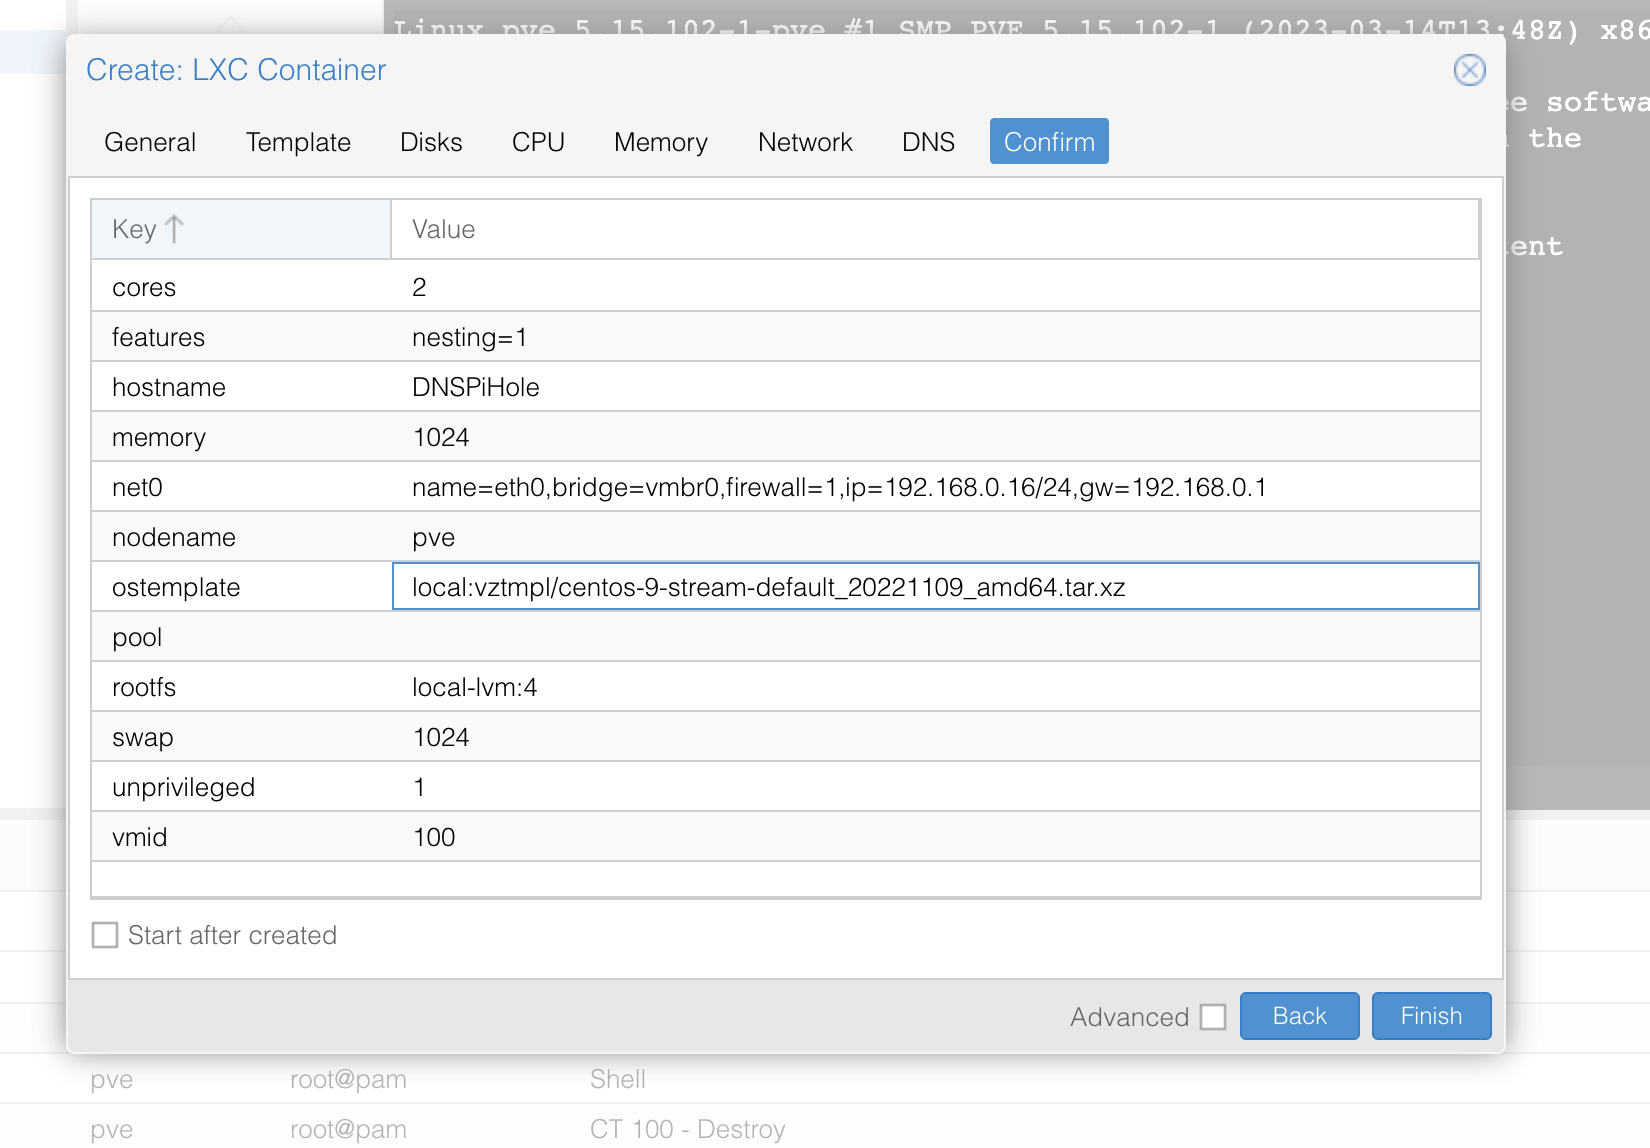 Linux pve 5.15.102-1-pve #1 SMP PVE 5.15.102-1 (2023-03-14T13:48Z) x86
Create: LXC Container
softwa
General Template Disks CPU Memory Network DNS Confirm
the
Key Value
cores 2
features nesting=1
hostname DNSPiHole
memory 1024
net0 name=eth0,bridge=vmbr0,firewall=1,ip=192.168.0.16/24,gw=192.168.0.1
nodename pve
ostemplate local:vztmpl/centos-9-stream-default_20221109_amd64.tar.xz
pool
rootfs local-lvm:4
swap 1024
unprivileged 1
vmid 100
Start after created
Advanced Back Finish
pve root@pam Shell
pve root@pam CT 100 - Destroy